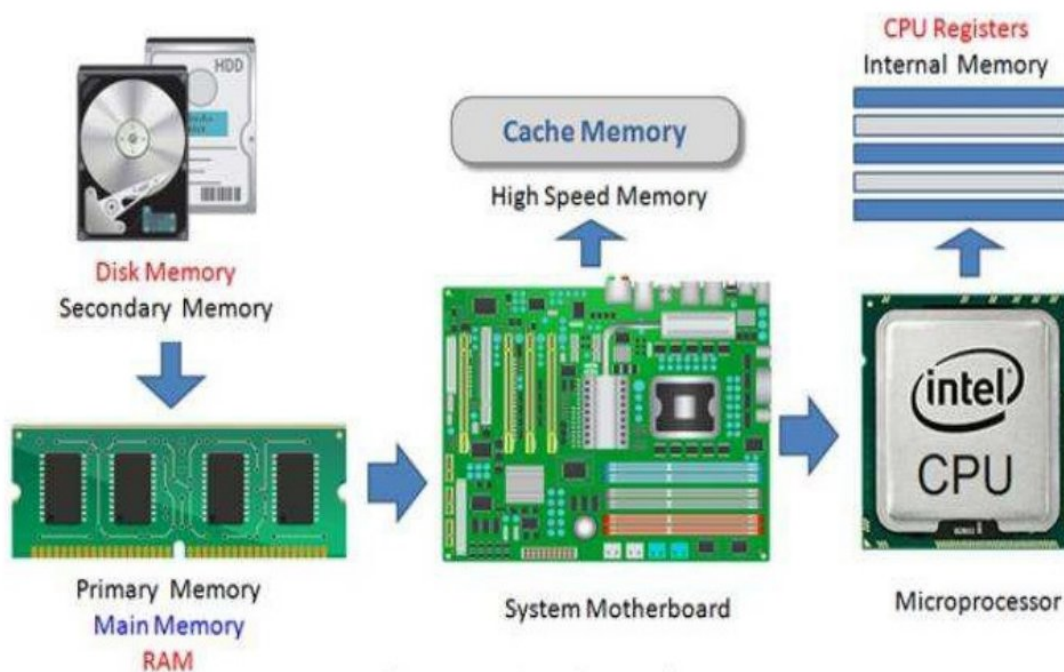 HDD
Disk Memory
Secondary Memory
Primary Memory
Main Memory
RAM
Cache Memory
High Speed Memory
System Motherboard
CPU Registers
Internal Memory
intel
CPU
Microprocessor